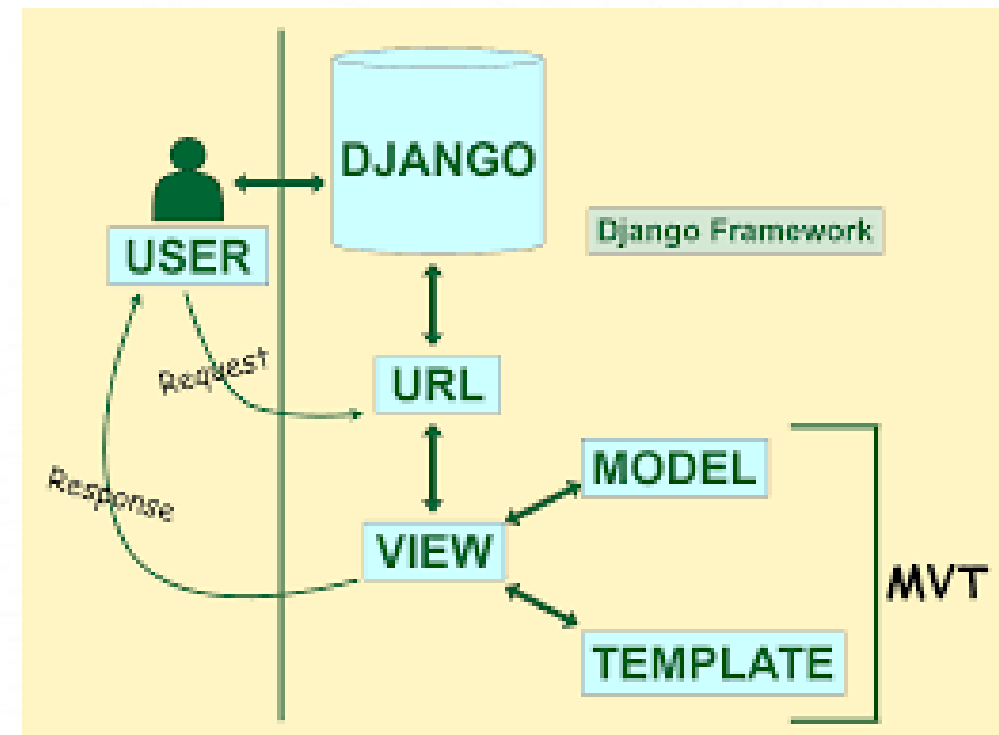 DJANGO
Django Framework
USER
Request
URL
Response
MODEL
VIEW
MVT
TEMPLATE